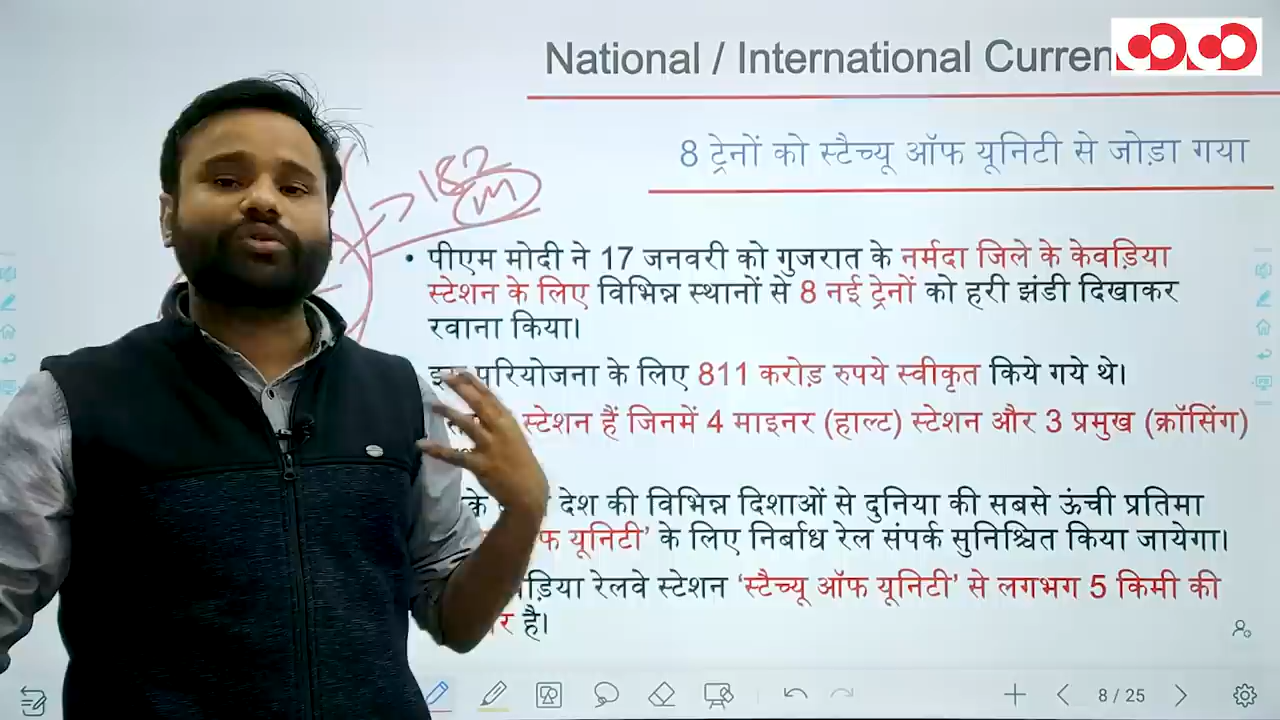 National / International Curren
8 ट्रेनों को स्टैच्यू ऑफ यूनिटी से जोड़ा गया
182
m
• पीएम मोदी ने 17 जनवरी को गुजरात के नर्मदा जिले के केवड़िया
स्टेशन के लिए विभिन्न स्थानों से 8 नई ट्रेनों को हरी झंडी दिखाकर
रवाना किया।
परियोजना के लिए 811 करोड़ रुपये स्वीकृत किये गये थे।
स्टेशन हैं जिनमें 4 माइनर (हाल्ट) स्टेशन और 3 प्रमुख (क्रॉसिंग)
के देश की विभिन्न दिशाओं से दुनिया की सबसे ऊंची प्रतिमा
यूनिटी’ के लिए निर्बाध रेल संपर्क सुनिश्चित किया जायेगा।
रेलवे स्टेशन ‘स्टैच्यू ऑफ यूनिटी’ से लगभग 5 किमी की
है।
8 / 25